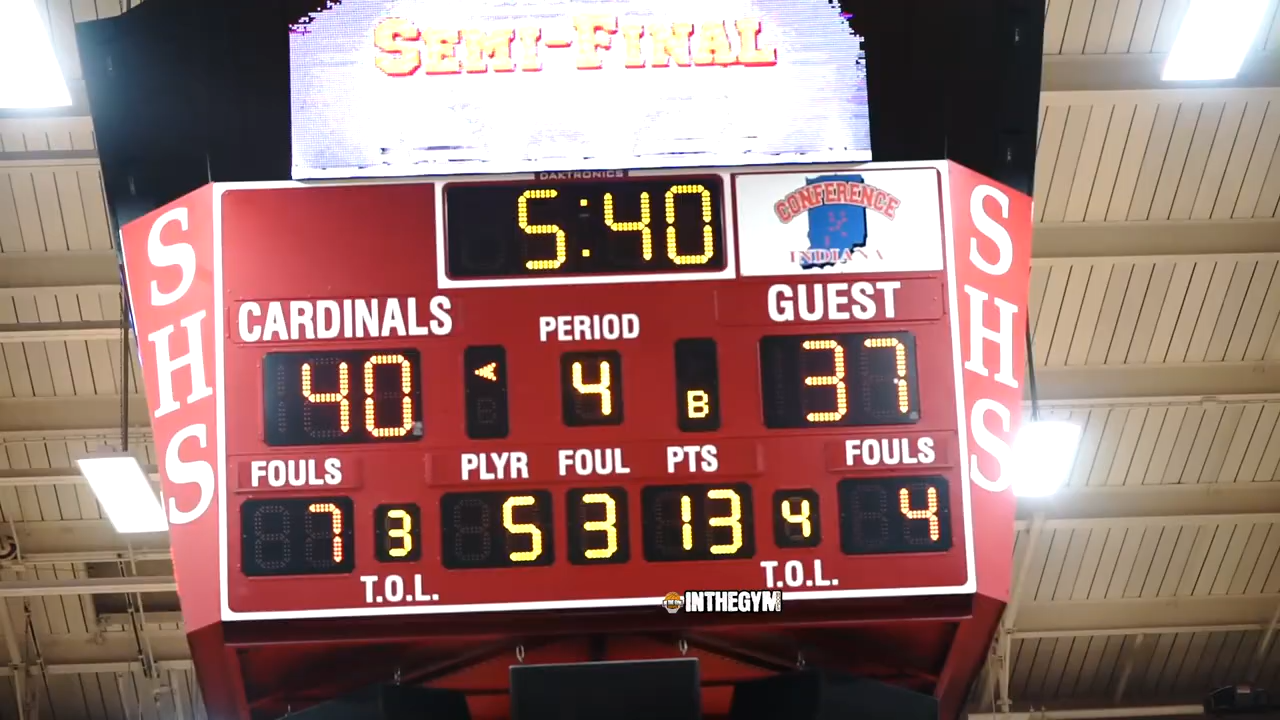 SEMI-FINAL
DAKTRONICS
5:40
CONFERENCE
INDIANA
SHS
SHS
CARDINALS
PERIOD
GUEST
40
4
B
37
FOULS
PLYR
FOUL
PTS
FOULS
7
3
5
3
13
4
4
T.O.L.
T.O.L.
INTHEGYM